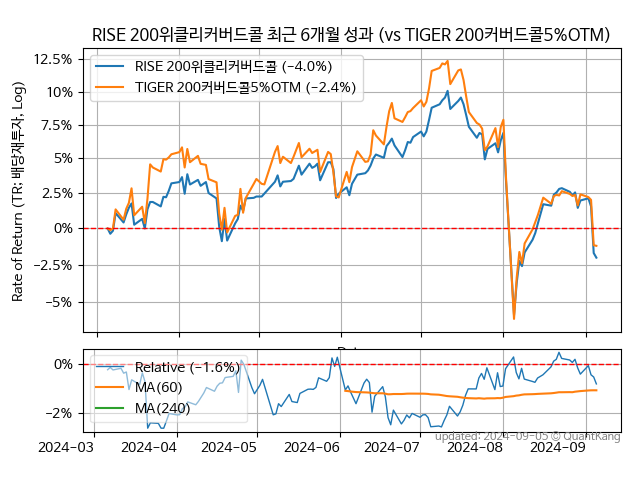 RISE 200위클리커버드콜 최근 6개월 성과 (vs TIGER 200커버드콜5%OTM)
Rate of Return (TR: 배당재투자, Log)
12.5%
10%
7.5%
5%
2.5%
0%
−2.5%
−5%
RISE 200위클리커버드콜 (−4.0%)
TIGER 200커버드콜5%OTM (−2.4%)
0%
−2%
Relative (−1.6%)
MA(60)
MA(240)
2024−03
2024−04
2024−05
2024−06
2024−07
2024−08
2024−09
updated: 2024−09−05 © QuantKang